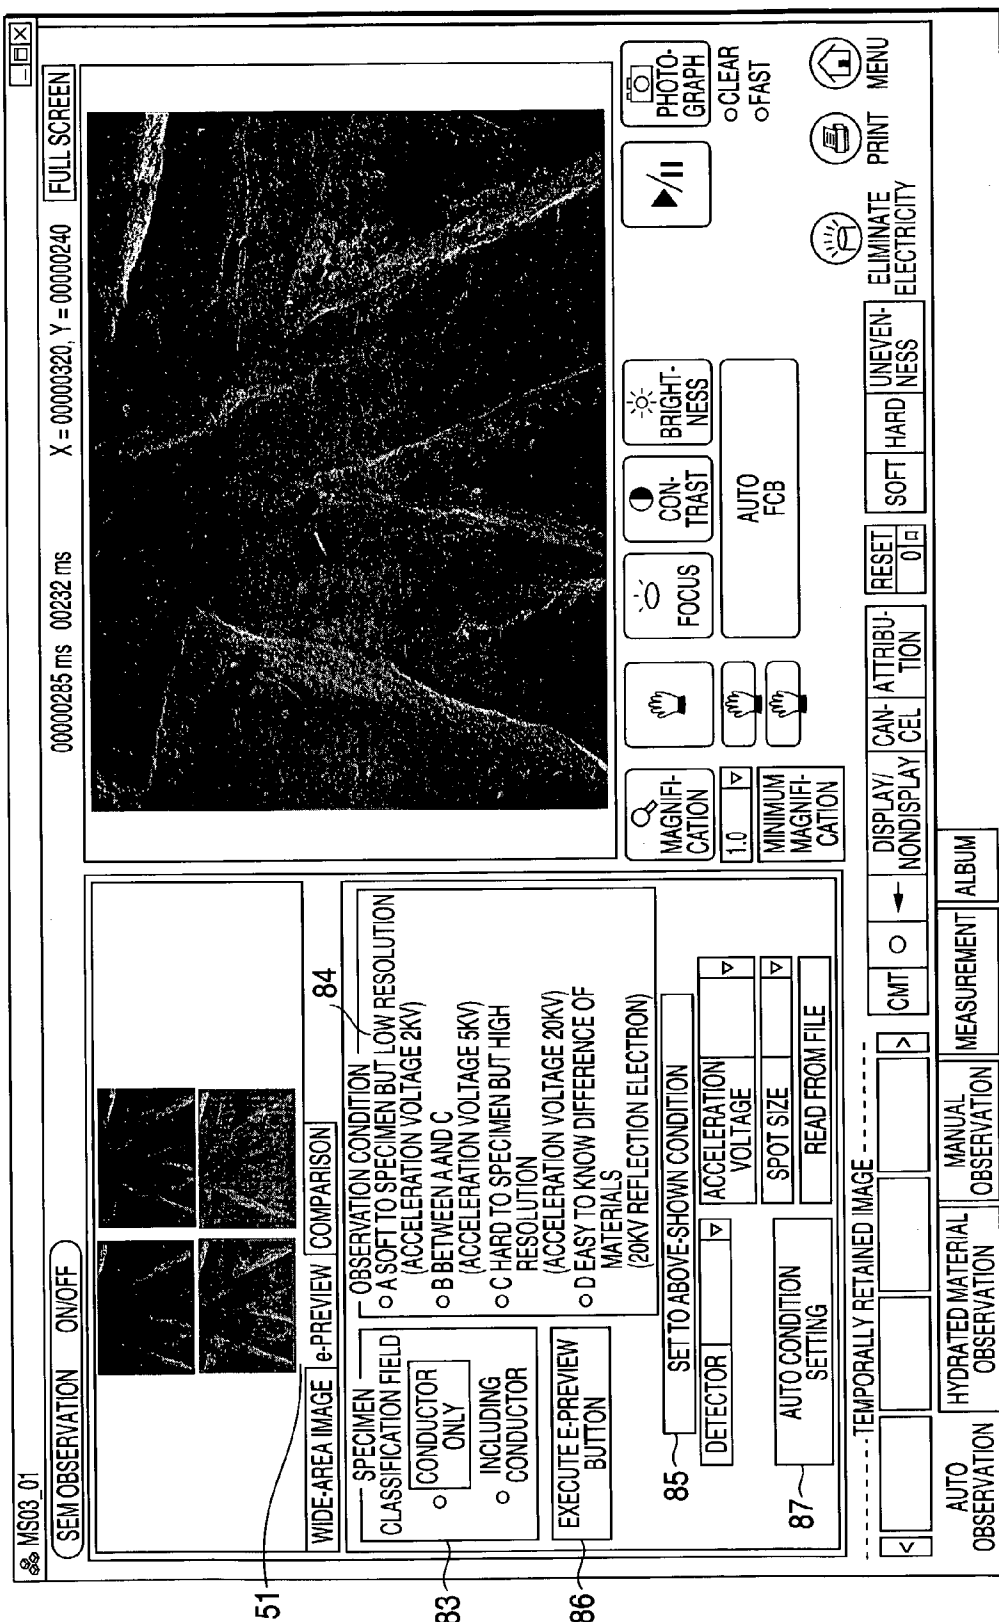 MS03_01
SEM OBSERVATION ON/OFF
00000285 ms 00232 ms X = 00000320, Y = 00000240 FULL SCREEN
51
WIDE-AREA IMAGE e-PREVIEW COMPARISON
83
SPECIMEN
CLASSIFICATION FIELD
CONDUCTOR
ONLY
INCLUDING
CONDUCTOR
86
EXECUTE E-PREVIEW
BUTTON
84
OBSERVATION CONDITION
A SOFT TO SPECIMEN BUT LOW RESOLUTION
(ACCELERATION VOLTAGE 2KV)
B BETWEEN A AND C
(ACCELERATION VOLTAGE 5KV)
C HARD TO SPECIMEN BUT HIGH
RESOLUTION
(ACCELERATION VOLTAGE 20KV)
D EASY TO KNOW DIFFERENCE OF
MATERIALS
(20KV REFLECTION ELECTRON)
85
SET TO ABOVE-SHOWN CONDITION
DETECTOR
ACCELERATION
VOLTAGE
SPOT SIZE
READ FROM FILE
87
AUTO CONDITION
SETTING
MAGNIFI-
CATION
1.0
MINIMUM
MAGNIFI-
CATION
FOCUS
CON-
TRAST
BRIGHT-
NESS
AUTO
FCB
PHOTO-
GRAPH
CLEAR
FAST
TEMPORALLY RETAINED IMAGE
< >
CMT
DISPLAY/
NONDISPLAY
CAN-
CEL
ATTRIBU-
TION
RESET
0
SOFT HARD UNEVEN-
NESS
ELIMINATE
ELECTRICITY
PRINT
MENU
AUTO
OBSERVATION
HYDRATED MATERIAL
OBSERVATION
MANUAL
OBSERVATION
MEASUREMENT
ALBUM